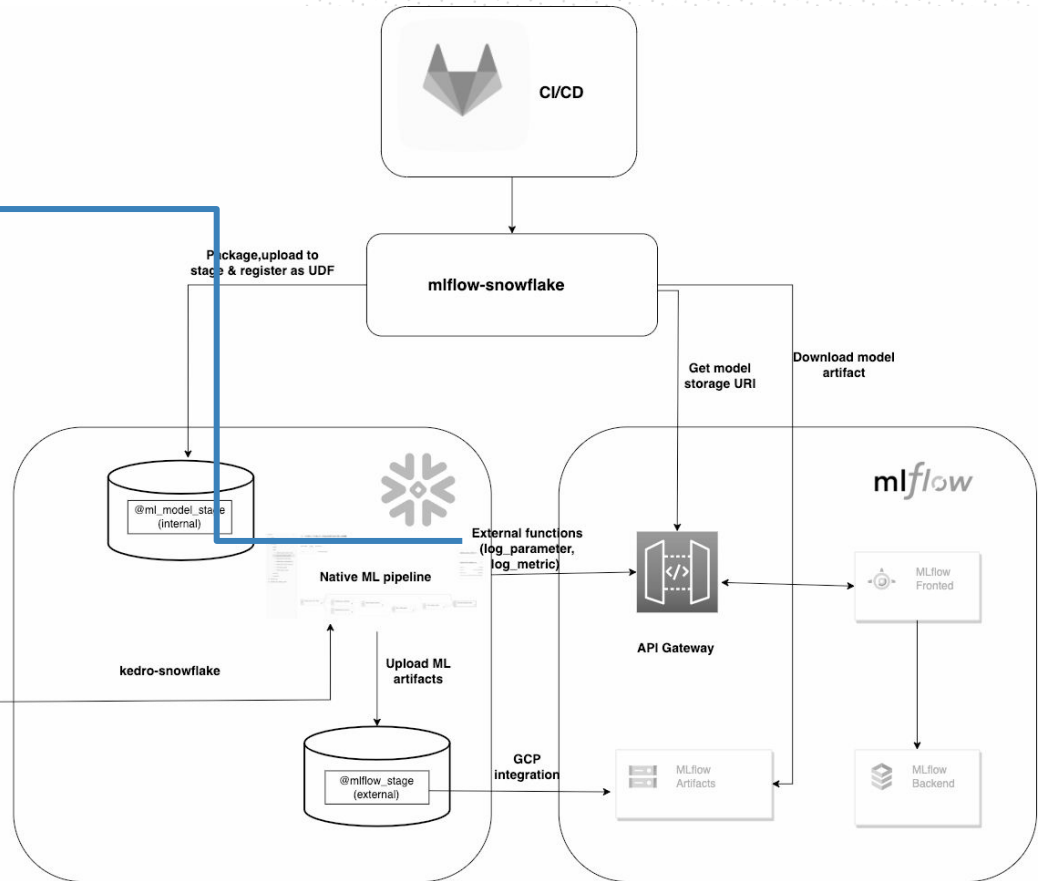 CI/CD
Package,upload to
stage & register as UDF
mlflow-snowflake
Get model
storage URI
Download model
artifact
mlflow
@ml_model_stage
(internal)
External functions
(log_parameter,
log_metric)
Native ML pipeline
MLflow
Fronted
API Gateway
kedro-snowflake
Upload ML
artifacts
GCP
integration
@mlflow_stage
(external)
MLflow
Artifacts
MLflow
Backend